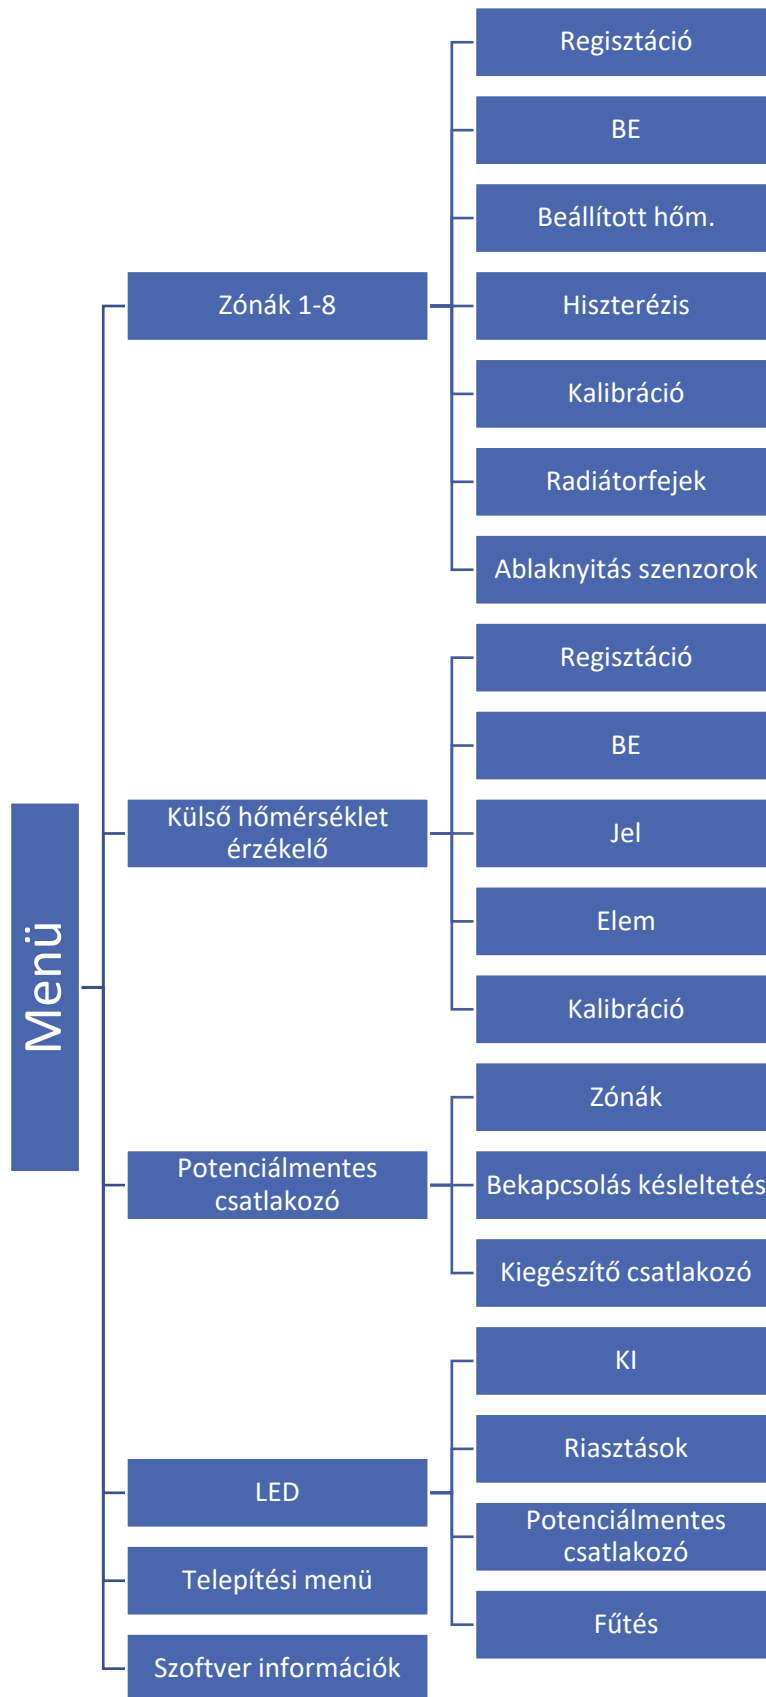 Menü
Zónák 1-8
Regisztáció
BE
Beállított hőm.
Hiszterézis
Kalibráció
Radiátorfejek
Ablaknyitás szenzorok
Külső hőmérséklet
érzékelő
Regisztáció
BE
Jel
Elem
Kalibráció
Potenciálmentes
csatlakozó
Zónák
Bekapcsolás késleltetés
Kiegészítő csatlakozó
LED
KI
Riasztások
Potenciálmentes
csatlakozó
Fűtés
Telepítési menü
Szoftver információk